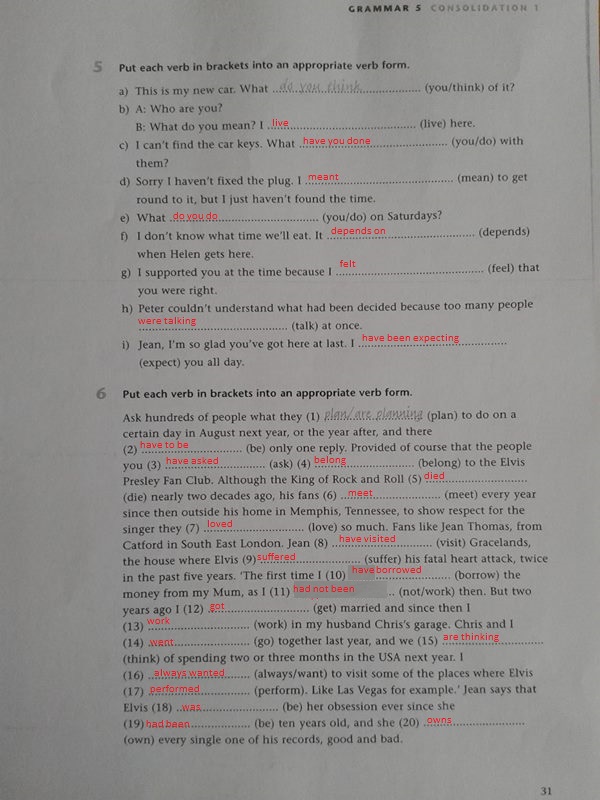 GRAMMAR 5 CONSOLIDATION 1
5 Put each verb in brackets into an appropriate verb form.
a) This is my new car. What ..do you think.................. (you/think) of it?
b) A: Who are you?
B: What do you mean? I live (live) here.
c) I can't find the car keys. What have you done (you/do) with
them?
d) Sorry I haven't fixed the plug. I meant (mean) to get
round to it, but I just haven't found the time.
e) What do you do (you/do) on Saturdays?
f) I don't know what time we'll eat. It depends on (depends)
when Helen gets here.
g) I supported you at the time because I felt (feel) that
you were right.
h) Peter couldn't understand what had been decided because too many people
were talking (talk) at once.
i) Jean, I'm so glad you've got here at last. I have been expecting
(expect) you all day.
6 Put each verb in brackets into an appropriate verb form.
Ask hundreds of people what they (1) plan/are planning (plan) to do on a
certain day in August next year, or the year after, and there
(2) have to be (be) only one reply. Provided of course that the people
you (3) have asked (ask) (4) belong (belong) to the Elvis
Presley Fan Club. Although the King of Rock and Roll (5) died
(die) nearly two decades ago, his fans (6) meet (meet) every year
since then outside his home in Memphis, Tennessee, to show respect for the
singer they (7) loved (love) so much. Fans like Jean Thomas, from
Catford in South East London. Jean (8) have visited (visit) Gracelands,
the house where Elvis (9) suffered (suffer) his fatal heart attack, twice
in the past five years. 'The first time I (10) have borrowed (borrow) the
money from my Mum, as I (11) had not been (not/work) then. But two
years ago I (12) got (get) married and since then I
(13) work (work) in my husband Chris's garage. Chris and I
(14) went (go) together last year, and we (15) are thinking
(think) of spending two or three months in the USA next year. I
(16) always wanted (always/want) to visit some of the places where Elvis
(17) performed (perform). Like Las Vegas for example.' Jean says that
Elvis (18) was (be) her obsession ever since she
(19) had been (be) ten years old, and she (20) owns
(own) every single one of his records, good and bad.
31